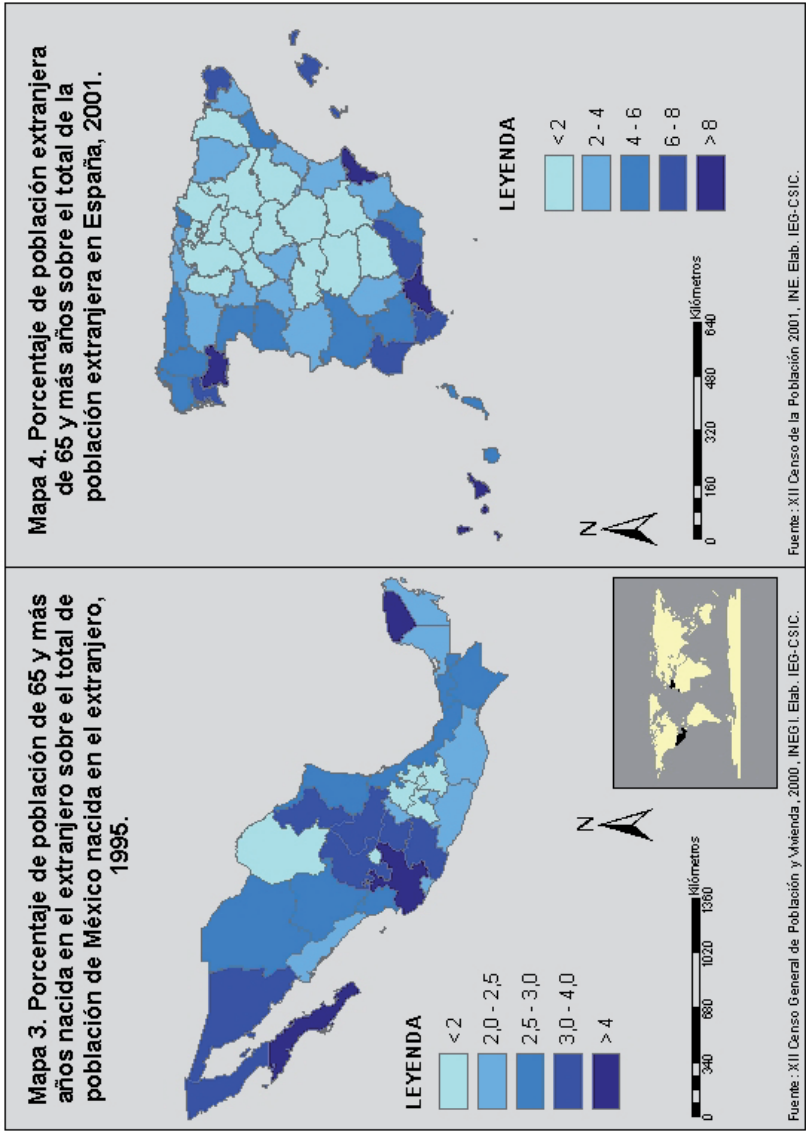 Mapa 3. Porcentaje de población de 65 y más
años nacida en el extranjero sobre el total de
población de México nacida en el extranjero,
1995.
LEYENDA
< 2
2,0 - 2,5
2,5 - 3,0
3,0 - 4,0
> 4
N
Kilómetros
0 340 680 1020 1360
Fuente: XII Censo General de Población y Vivienda, 2000, INEGI. Elab. IEG-CSIC.
Mapa 4. Porcentaje de población extranjera
de 65 y más años sobre el total de la
población extranjera en España, 2001.
LEYENDA
< 2
2 - 4
4 - 6
6 - 8
> 8
N
Kilómetros
0 160 320 480 640
Fuente: XII Censo de la Población 2001, INE. Elab. IEG-CSIC.